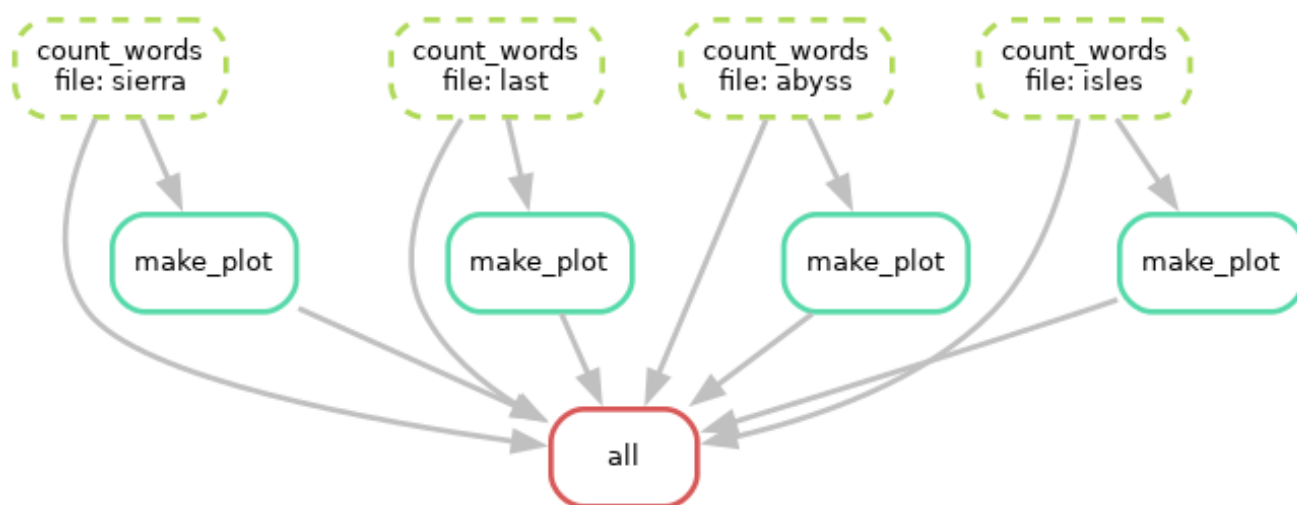 count_words
file: sierra
count_words
file: last
count_words
file: abyss
count_words
file: isles
make_plot
make_plot
make_plot
make_plot
all